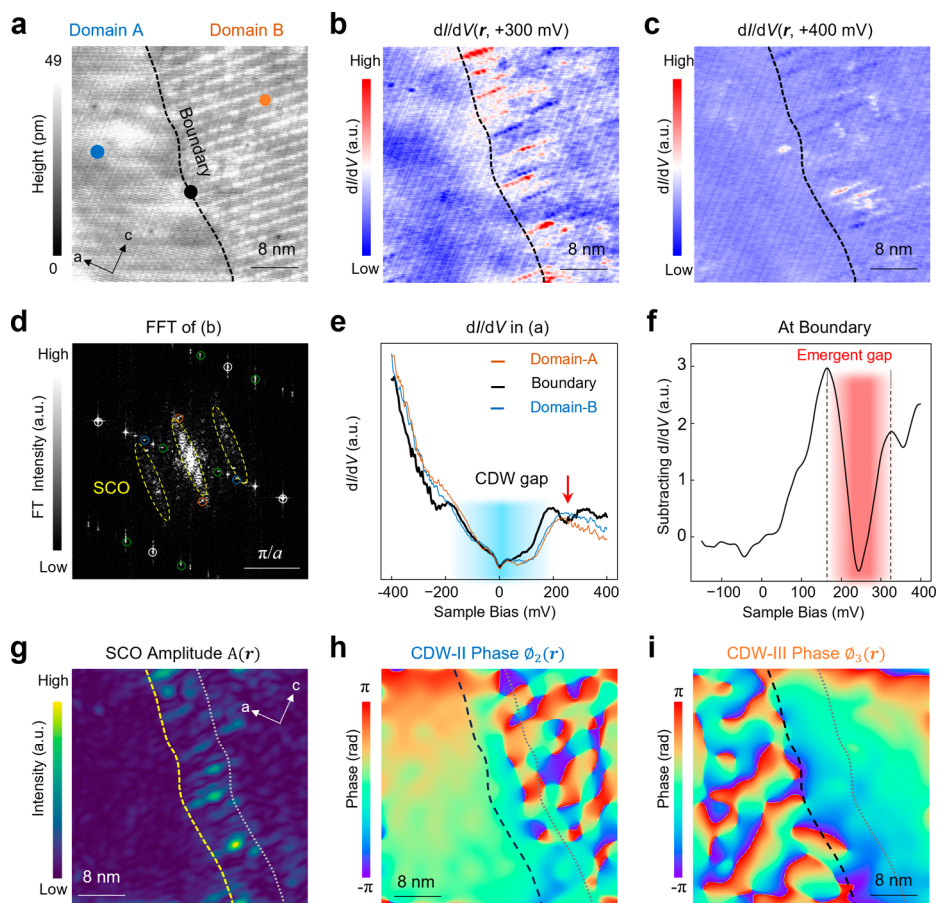 a
Domain A
Domain B
49
Height (pm)
0
Boundary
a
c
8 nm
b
dI/dV(r, +300 mV)
High
dI/dV (a.u.)
Low
8 nm
c
dI/dV(r, +400 mV)
High
dI/dV (a.u.)
Low
8 nm
d
FFT of (b)
High
FT Intensity (a.u.)
Low
SCO
π/a
e
dI/dV in (a)
dI/dV (a.u.)
Domain-A
Boundary
Domain-B
CDW gap
−400 −200 0 200 400
Sample Bias (mV)
f
At Boundary
Emergent gap
Subtracting dI/dV (a.u.)
3
2
1
0
−100 0 100 200 300 400
Sample Bias (mV)
g
SCO Amplitude A(r)
High
Intensity (a.u.)
Low
a
c
8 nm
h
CDW-II Phase ∅₂(r)
π
Phase (rad)
-π
8 nm
i
CDW-III Phase ∅₃(r)
π
Phase (rad)
-π
8 nm